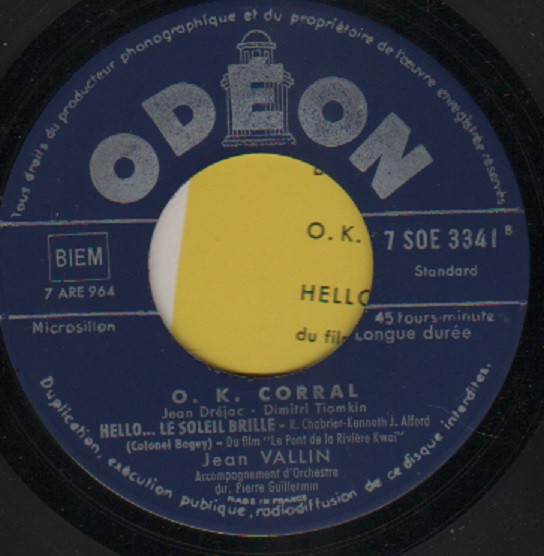 Tous droits du producteur phonographique et du propriétaire de l'œuvre enregistrée réservés
ODEON
O. K.
7 SOE 3341 B
BIEM
Standard
7 ARE 964
HELLO
45 tours-minute
Microsillon
du film
Longue durée
O. K. CORRAL
Jean Dréjac - Dimitri Tiomkin
HELLO... LE SOLEIL BRILLE - R. Chabrier-Kenneth J. Alford
(Colonel Bogey) - Du film "Le Pont de la Rivière Kwaï"
Jean VALLIN
Accompagnement d'Orchestre
dir. Pierre Guillermin
MADE IN FRANCE
Duplication, exécution publique, radiodiffusion de ce disque interdites.